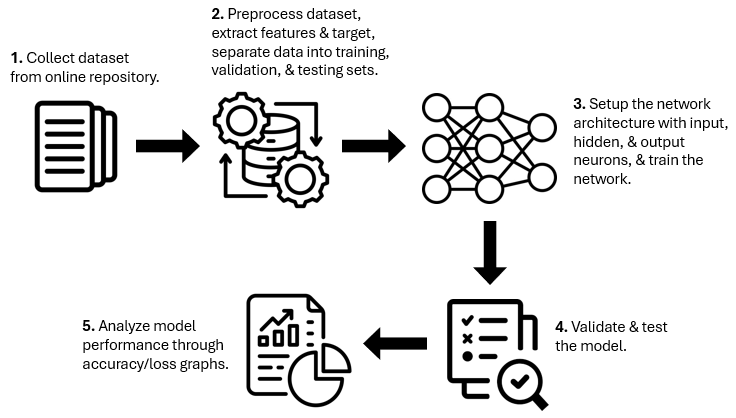 1. Collect dataset
from online repository.
2. Preprocess dataset,
extract features & target,
separate data into training,
validation, & testing sets.
3. Setup the network
architecture with input,
hidden, & output
neurons, & train the
network.
4. Validate & test
the model.
5. Analyze model
performance through
accuracy/loss graphs.